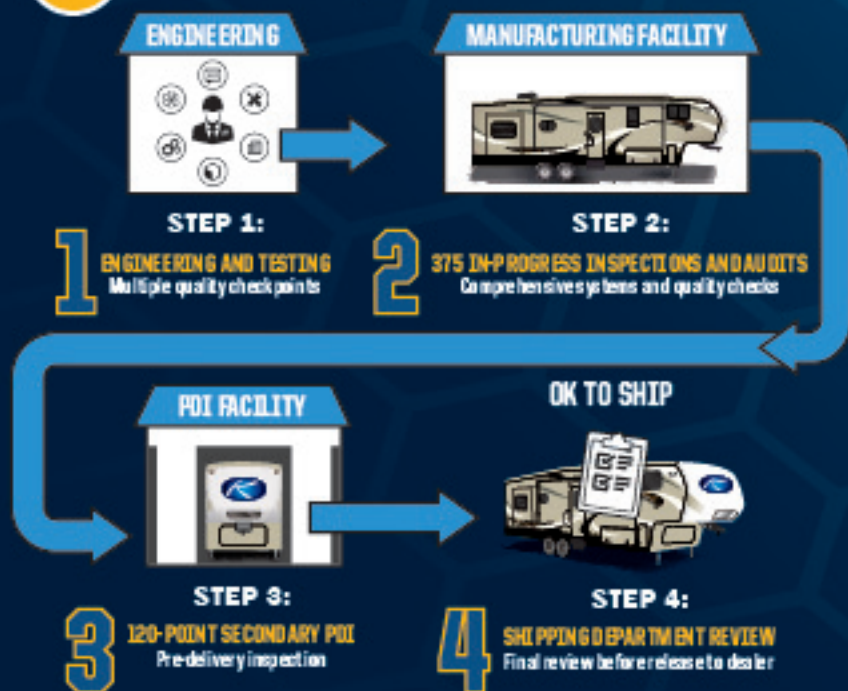 ENGINEERING
MANUFACTURING FACILITY
STEP 1:
1
ENGINEERING AND TESTING
Multiple quality checkpoints
STEP 2:
2
375 IN-PROGRESS INSPECTIONS AND AUDITS
Comprehensive systems and quality checks
PDI FACILITY
OK TO SHIP
K
STEP 3:
3
120-POINT SECONDARY PDI
Pre-delivery inspection
STEP 4:
4
SHIPPING DEPARTMENT REVIEW
Final review before release to dealer